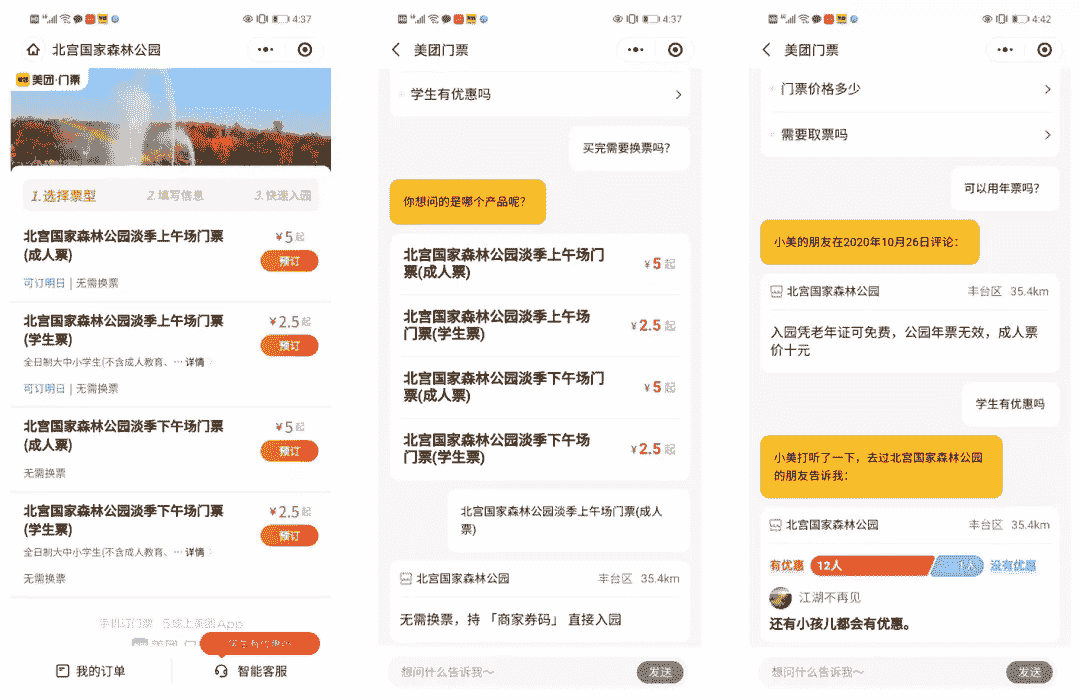 4:37
北宫国家森林公园
美团·门票
1.选择票型
2.填写信息
3.快速入园
北宫国家森林公园淡季上午场门票
(成人票)
¥5起
预订
可订明日 | 无需换票
北宫国家森林公园淡季上午场门票
(学生票)
¥2.5起
预订
全日制大中小学生(不含成人教育、… 详情
可订明日 | 无需换票
北宫国家森林公园淡季下午场门票
(成人票)
¥5起
预订
无需换票
北宫国家森林公园淡季下午场门票
(学生票)
¥2.5起
预订
全日制大中小学生(不含成人教育、… 详情
无需换票
我的订单
智能客服
4:37
美团门票
学生有优惠吗
买完需要换票吗?
你想问的是哪个产品呢?
北宫国家森林公园淡季上午场门
票(成人票)
¥5起
北宫国家森林公园淡季上午场
门票(学生票)
¥2.5起
北宫国家森林公园淡季下午场门
票(成人票)
¥5起
北宫国家森林公园淡季下午场
门票(学生票)
¥2.5起
北宫国家森林公园淡季上午场门票(成人
票)
北宫国家森林公园
丰台区 35.4km
无需换票，持 「商家券码」 直接入园
想问什么告诉我～
发送
4:42
美团门票
门票价格多少
需要取票吗
可以用年票吗?
小美的朋友在2020年10月26日评论:
北宫国家森林公园
丰台区 35.4km
入园凭老年证可免费，公园年票无效，成人票
价十元
学生有优惠吗
小美打听了一下，去过北宫国家森林公园
的朋友告诉我:
北宫国家森林公园
丰台区 35.4km
有优惠
12人
1人
没有优惠
江湖不再见
还有小孩儿都会有优惠。
想问什么告诉我～
发送